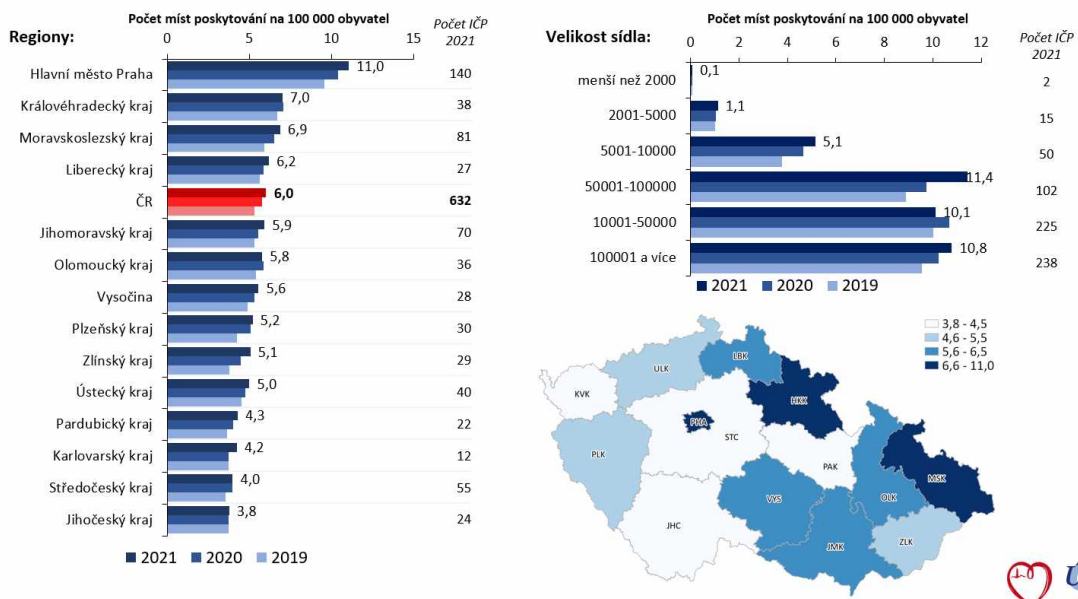 Počet míst poskytování na 100 000 obyvatel
Regiony:
0 5 10 15
Počet IČP
2021
Hlavní město Praha 11,0 140
Královéhradecký kraj 7,0 38
Moravskoslezský kraj 6,9 81
Liberecký kraj 6,2 27
ČR 6,0 632
Jihomoravský kraj 5,9 70
Olomoucký kraj 5,8 36
Vysočina 5,6 28
Plzeňský kraj 5,2 30
Zlínský kraj 5,1 29
Ústecký kraj 5,0 40
Pardubický kraj 4,3 22
Karlovarský kraj 4,2 12
Středočeský kraj 4,0 55
Jihočeský kraj 3,8 24
2021 2020 2019
Počet míst poskytování na 100 000 obyvatel
Velikost sídla:
0 2 4 6 8 10 12
Počet IČP
2021
menší než 2000 0,1 2
2001-5000 1,1 15
5001-10000 5,1 50
50001-100000 11,4 102
10001-50000 10,1 225
100001 a více 10,8 238
2021 2020 2019
3,8 - 4,5
4,6 - 5,5
5,6 - 6,5
6,6 - 11,0
LBK
ULK
KVK
HKK
PHA
STC
PLK
PAK
MSK
VYS
OLK
JHC
ZLK
JMK